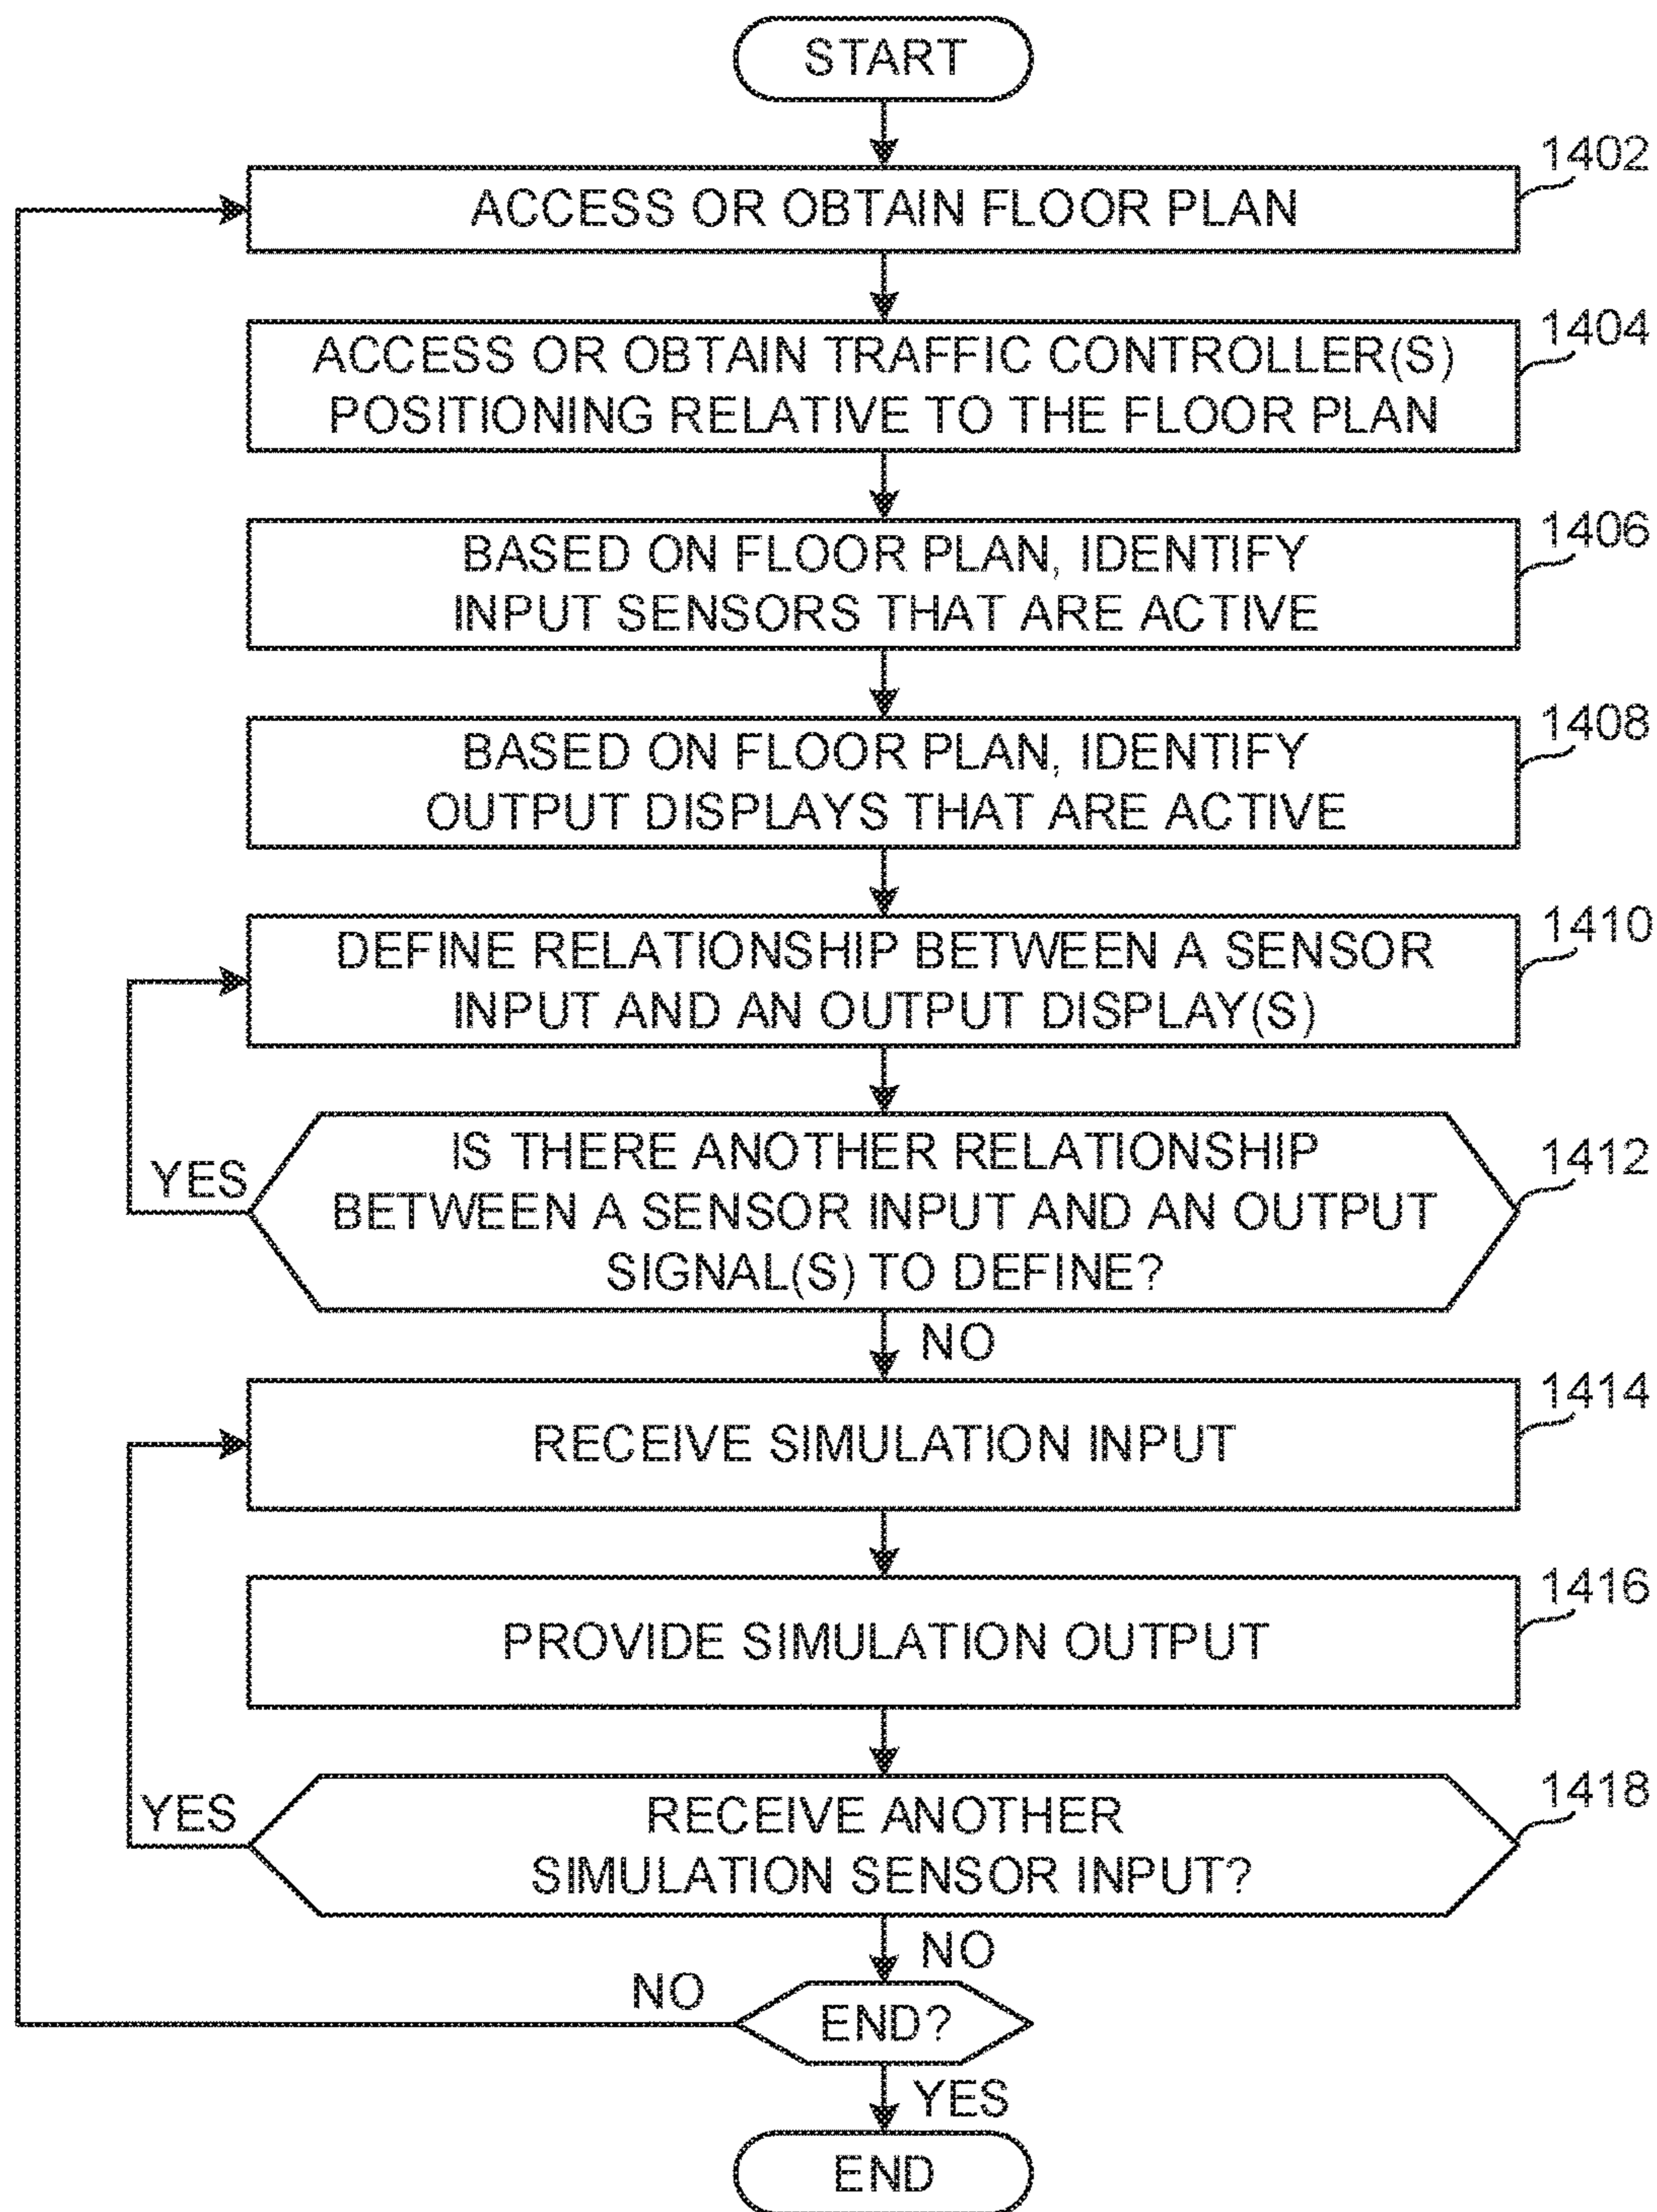 START
1402
ACCESS OR OBTAIN FLOOR PLAN
1404
ACCESS OR OBTAIN TRAFFIC CONTROLLER(S)
POSITIONING RELATIVE TO THE FLOOR PLAN
1406
BASED ON FLOOR PLAN, IDENTIFY
INPUT SENSORS THAT ARE ACTIVE
1408
BASED ON FLOOR PLAN, IDENTIFY
OUTPUT DISPLAYS THAT ARE ACTIVE
1410
DEFINE RELATIONSHIP BETWEEN A SENSOR
INPUT AND AN OUTPUT DISPLAY(S)
1412
IS THERE ANOTHER RELATIONSHIP
BETWEEN A SENSOR INPUT AND AN OUTPUT
SIGNAL(S) TO DEFINE?
YES
NO
1414
RECEIVE SIMULATION INPUT
1416
PROVIDE SIMULATION OUTPUT
1418
RECEIVE ANOTHER
SIMULATION SENSOR INPUT?
YES
NO
NO
END?
YES
END